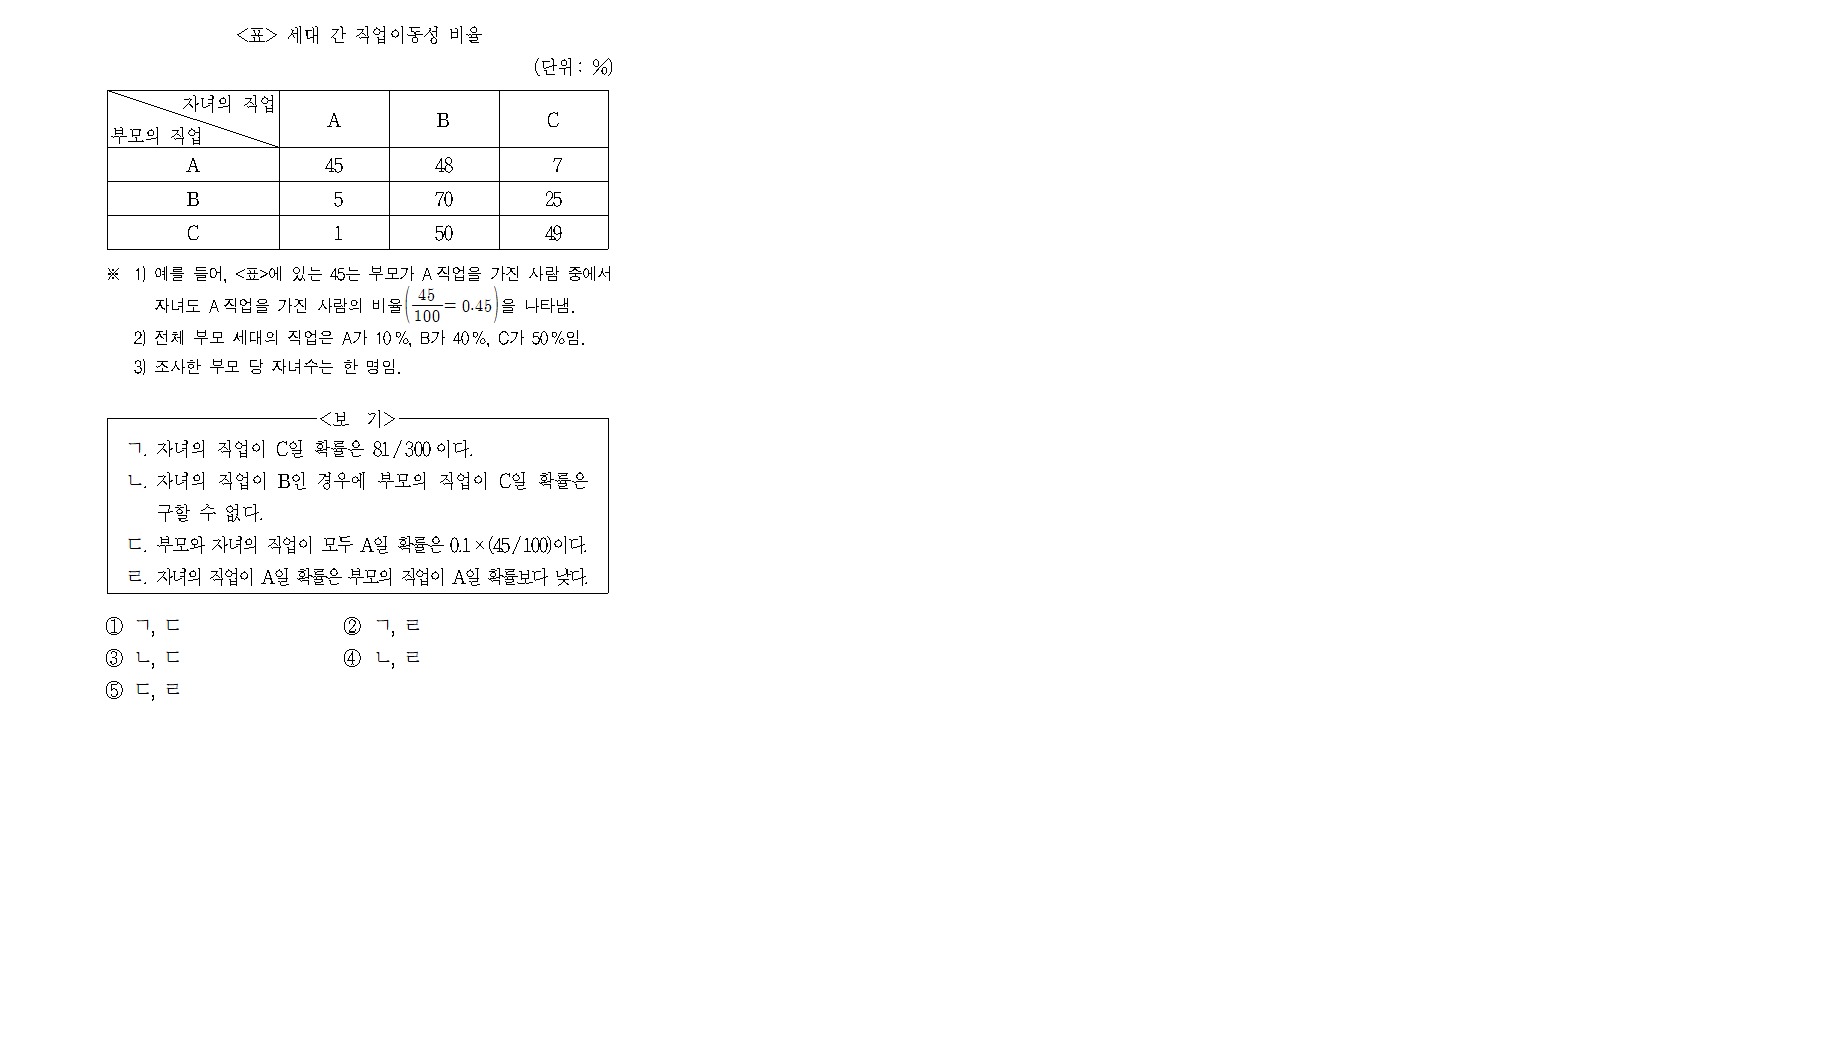 <표> 세대 간 직업이동성 비율
(단위: %)
자녀의 직업
부모의 직업
A B C
A 45 48 7
B 5 70 25
C 1 50 49
※ 1) 예를 들어, <표>에 있는 45는 부모가 A직업을 가진 사람 중에서
자녀도 A직업을 가진 사람의 비율(45/100 = 0.45)을 나타냄.
2) 전체 부모 세대의 직업은 A가 10%, B가 40%, C가 50%임.
3) 조사한 부모 당 자녀수는 한 명임.
<보 기>
ㄱ. 자녀의 직업이 C일 확률은 81/300이다.
ㄴ. 자녀의 직업이 B인 경우에 부모의 직업이 C일 확률은
구할 수 없다.
ㄷ. 부모와 자녀의 직업이 모두 A일 확률은 0.1×(45/100)이다.
ㄹ. 자녀의 직업이 A일 확률은 부모의 직업이 A일 확률보다 낮다.
① ㄱ, ㄷ ② ㄱ, ㄹ
③ ㄴ, ㄷ ④ ㄴ, ㄹ
⑤ ㄷ, ㄹ